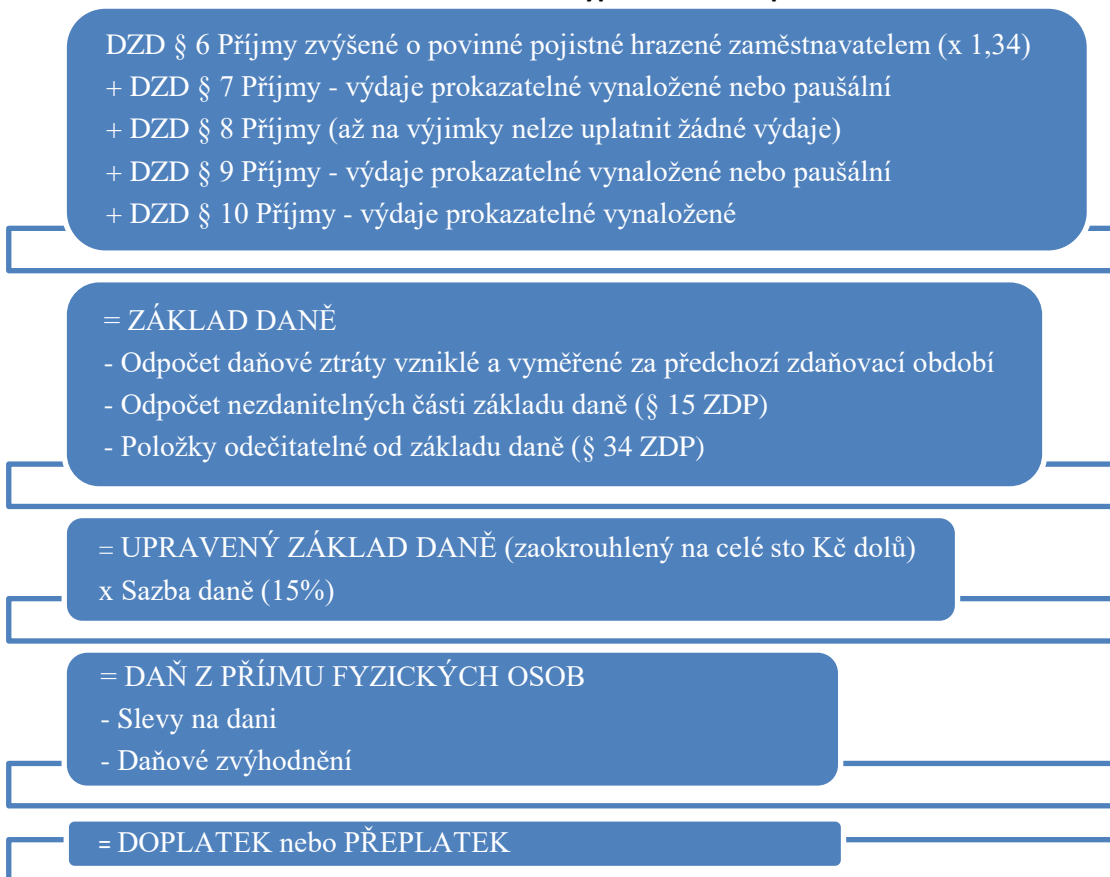 DZD § 6 Příjmy zvýšené o povinné pojistné hrazené zaměstnavatelem (x 1,34)
+ DZD § 7 Příjmy - výdaje prokazatelné vynaložené nebo paušální
+ DZD § 8 Příjmy (až na výjimky nelze uplatnit žádné výdaje)
+ DZD § 9 Příjmy - výdaje prokazatelné vynaložené nebo paušální
+ DZD § 10 Příjmy - výdaje prokazatelné vynaložené
= ZÁKLAD DANĚ
- Odpočet daňové ztráty vzniklé a vyměřené za předchozí zdaňovací období
- Odpočet nezdanitelných části základu daně (§ 15 ZDP)
- Položky odečitatelné od základu daně (§ 34 ZDP)
= UPRAVENÝ ZÁKLAD DANĚ (zaokrouhlený na celé sto Kč dolů)
x Sazba daně (15%)
= DAŇ Z PŘÍJMU FYZICKÝCH OSOB
- Slevy na dani
- Daňové zvýhodnění
= DOPLATEK nebo PŘEPLATEK